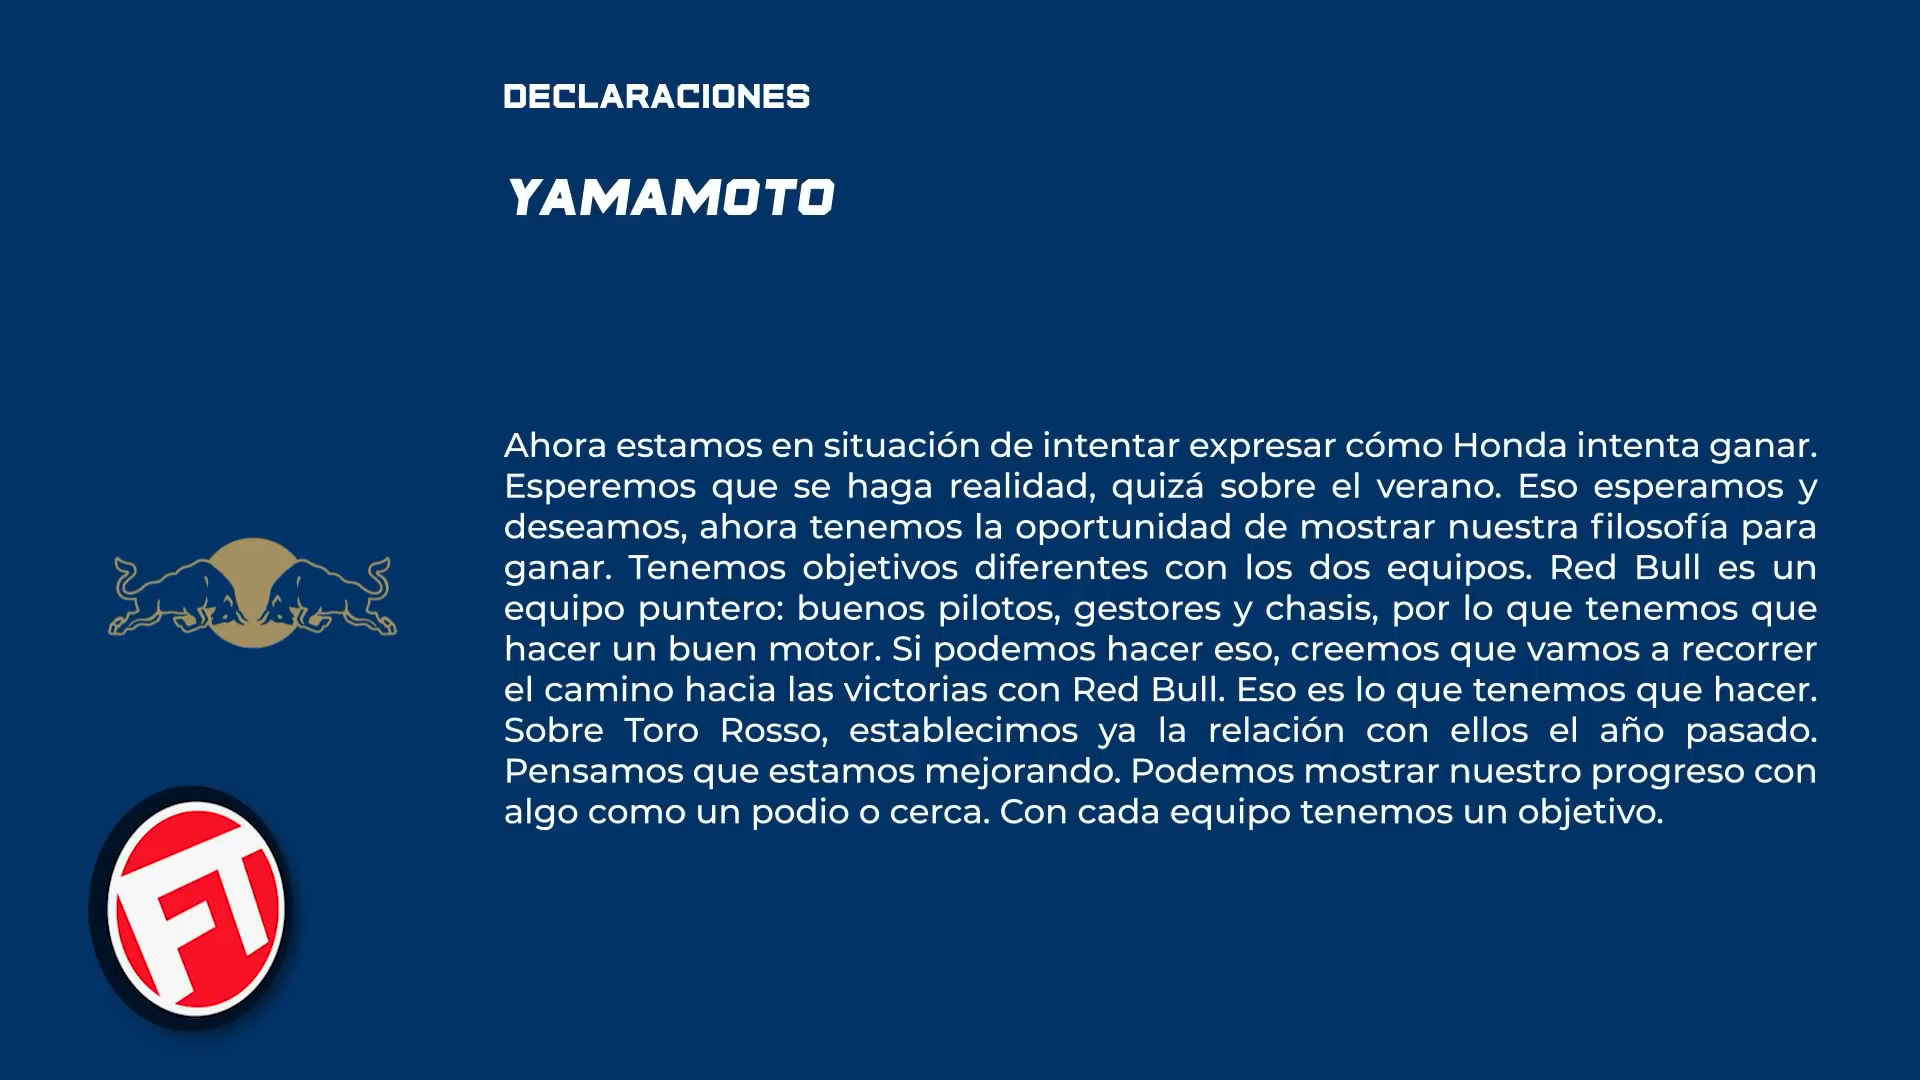 DECLARACIONES
YAMAMOTO
Ahora estamos en situación de intentar expresar cómo Honda intenta ganar.
Esperemos que se haga realidad, quizá sobre el verano. Eso esperamos y
deseamos, ahora tenemos la oportunidad de mostrar nuestra filosofía para
ganar. Tenemos objetivos diferentes con los dos equipos. Red Bull es un
equipo puntero: buenos pilotos, gestores y chasis, por lo que tenemos que
hacer un buen motor. Si podemos hacer eso, creemos que vamos a recorrer
el camino hacia las victorias con Red Bull. Eso es lo que tenemos que hacer.
Sobre Toro Rosso, establecimos ya la relación con ellos el año pasado.
Pensamos que estamos mejorando. Podemos mostrar nuestro progreso con
algo como un podio o cerca. Con cada equipo tenemos un objetivo.
FT